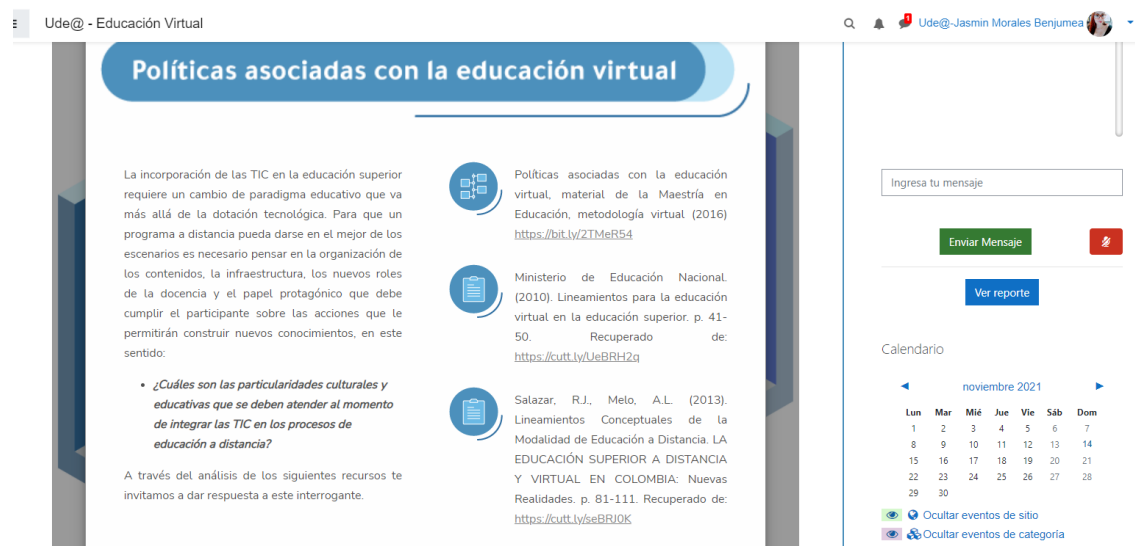 Ude@ - Educación Virtual
Ude@-Jasmin Morales Benjumea
Políticas asociadas con la educación virtual
La incorporación de las TIC en la educación superior
requiere un cambio de paradigma educativo que va
más allá de la dotación tecnológica. Para que un
programa a distancia pueda darse en el mejor de los
escenarios es necesario pensar en la organización de
los contenidos, la infraestructura, los nuevos roles
de la docencia y el papel protagónico que debe
cumplir el participante sobre las acciones que le
permitirán construir nuevos conocimientos, en este
sentido:
• ¿Cuáles son las particularidades culturales y
educativas que se deben atender al momento
de integrar las TIC en los procesos de
educación a distancia?
A través del análisis de los siguientes recursos te
invitamos a dar respuesta a este interrogante.
Políticas asociadas con la educación
virtual, material de la Maestría en
Educación, metodología virtual (2016)
https://bit.ly/2TMeR54
Ministerio de Educación Nacional.
(2010). Lineamientos para la educación
virtual en la educación superior. p. 41-
50. Recuperado de:
https://cutt.ly/UeBRH2q
Salazar, R.J., Melo, A.L. (2013).
Lineamientos Conceptuales de la
Modalidad de Educación a Distancia. LA
EDUCACIÓN SUPERIOR A DISTANCIA
Y VIRTUAL EN COLOMBIA: Nuevas
Realidades. p. 81-111. Recuperado de:
https://cutt.ly/seBRJ0K
Ingresa tu mensaje
Enviar Mensaje
Ver reporte
Calendario
◄ noviembre 2021 ►
Lun Mar Mié Jue Vie Sáb Dom
1 2 3 4 5 6 7
8 9 10 11 12 13 14
15 16 17 18 19 20 21
22 23 24 25 26 27 28
29 30
Ocultar eventos de sitio
Ocultar eventos de categoría